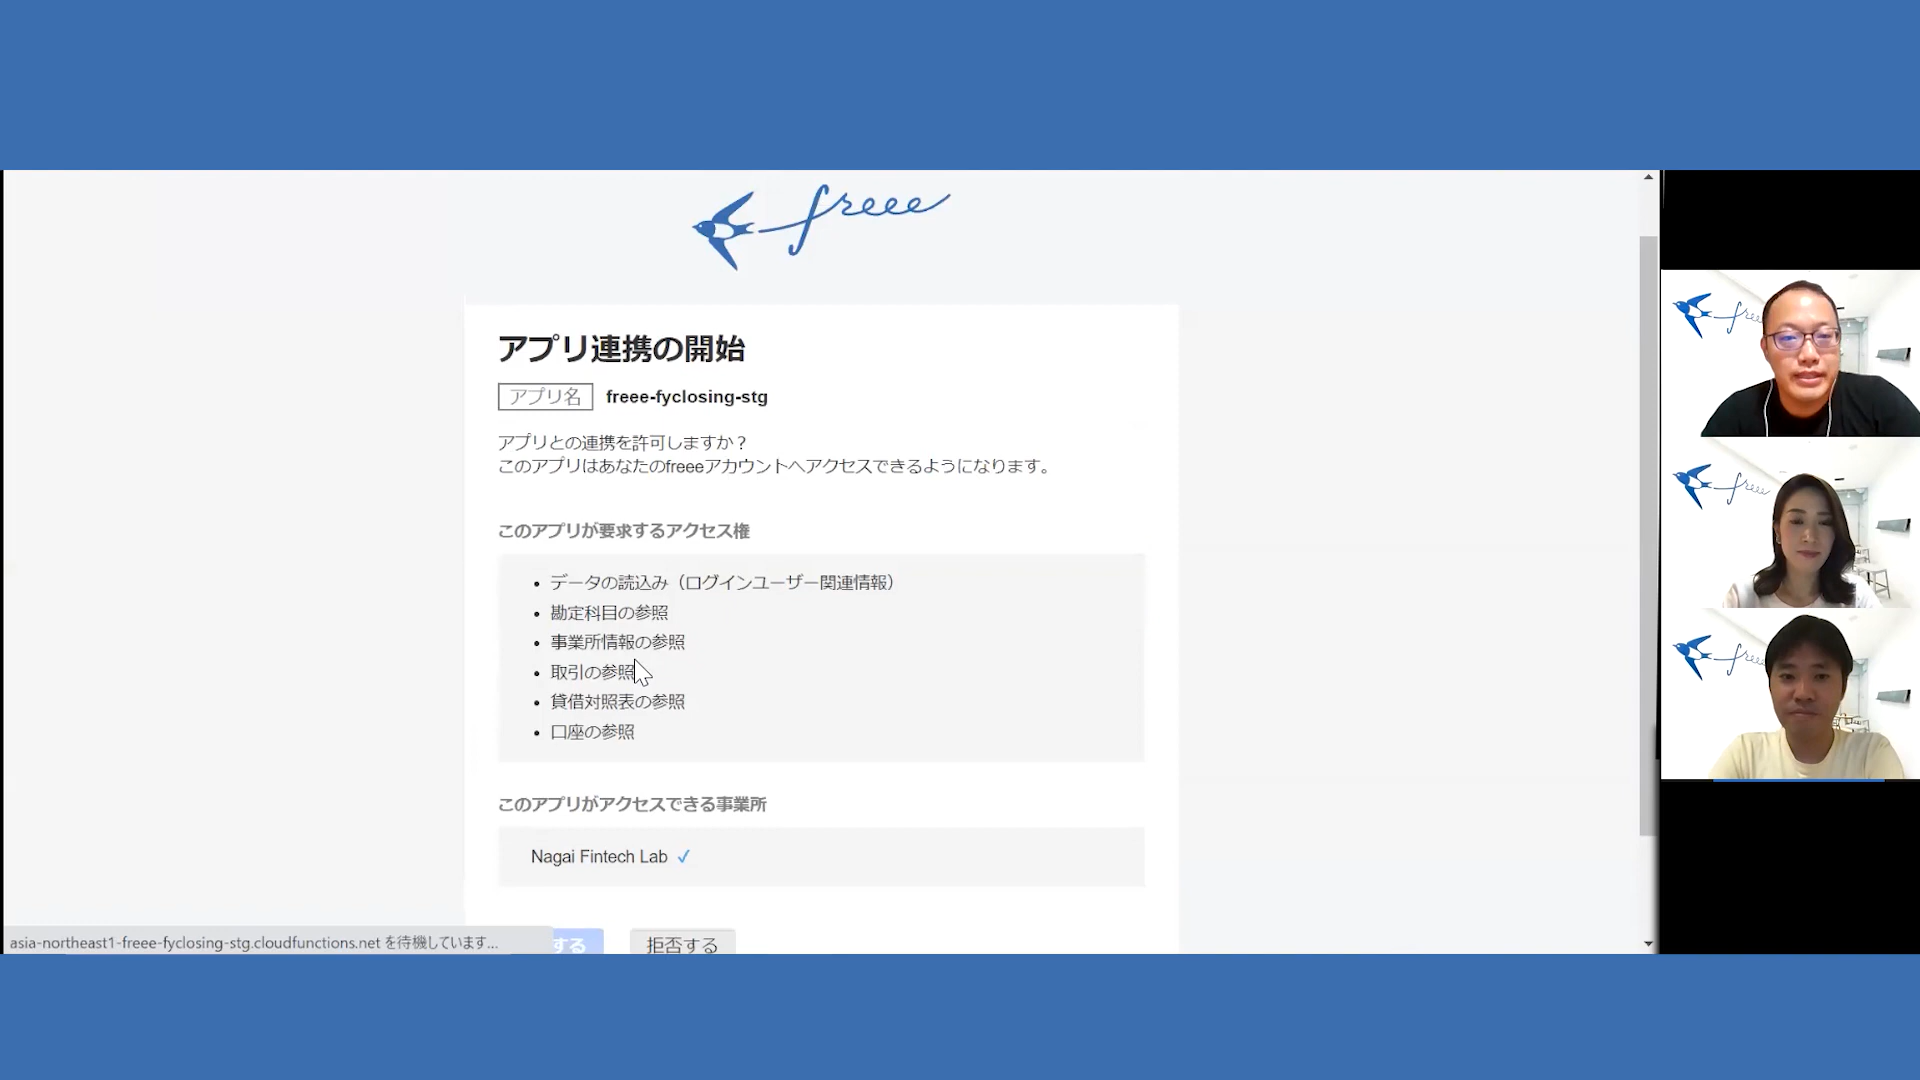 freee
アプリ連携の開始
アプリ名 freee-fyclosing-stg
アプリとの連携を許可しますか？
このアプリはあなたのfreeeアカウントへアクセスできるようになります。
このアプリが要求するアクセス権
データの読込み（ログインユーザー関連情報）
勘定科目の参照
事業所情報の参照
取引の参照
貸借対照表の参照
口座の参照
このアプリがアクセスできる事業所
Nagai Fintech Lab ✓
する 拒否する
asia-northeast1-freee-fyclosing-stg.cloudfunctions.net を待機しています...
free
freee
free